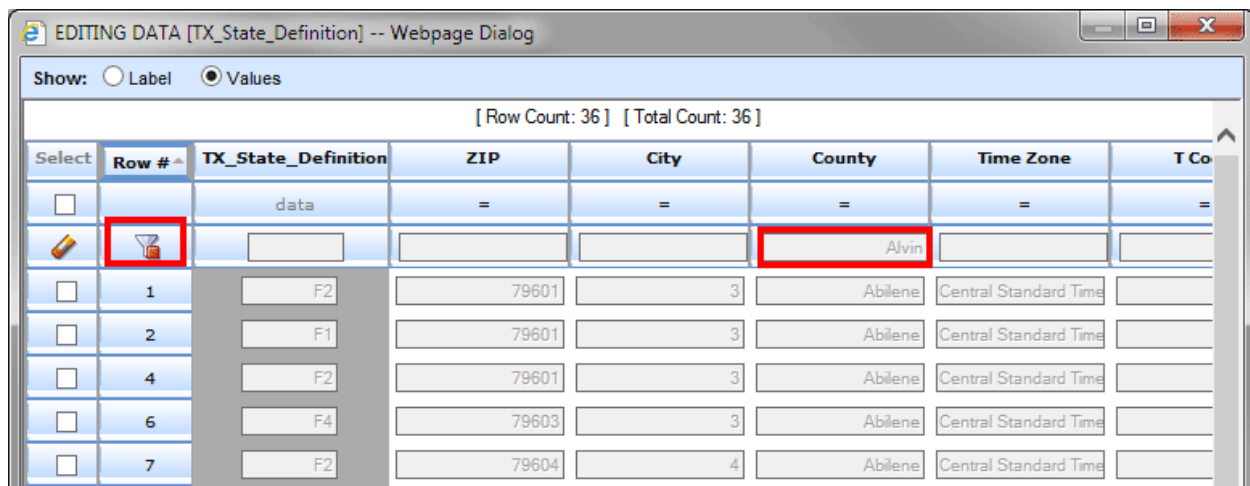 EDITING DATA [TX_State_Definition] -- Webpage Dialog
Show: Label Values
[ Row Count: 36 ] [ Total Count: 36 ]
Select Row # TX_State_Definition ZIP City County Time Zone T Co
data = = = = =
Alvin
1 F2 79601 3 Abilene Central Standard Time
2 F1 79601 3 Abilene Central Standard Time
4 F2 79601 3 Abilene Central Standard Time
6 F4 79603 3 Abilene Central Standard Time
7 F2 79604 4 Abilene Central Standard Time